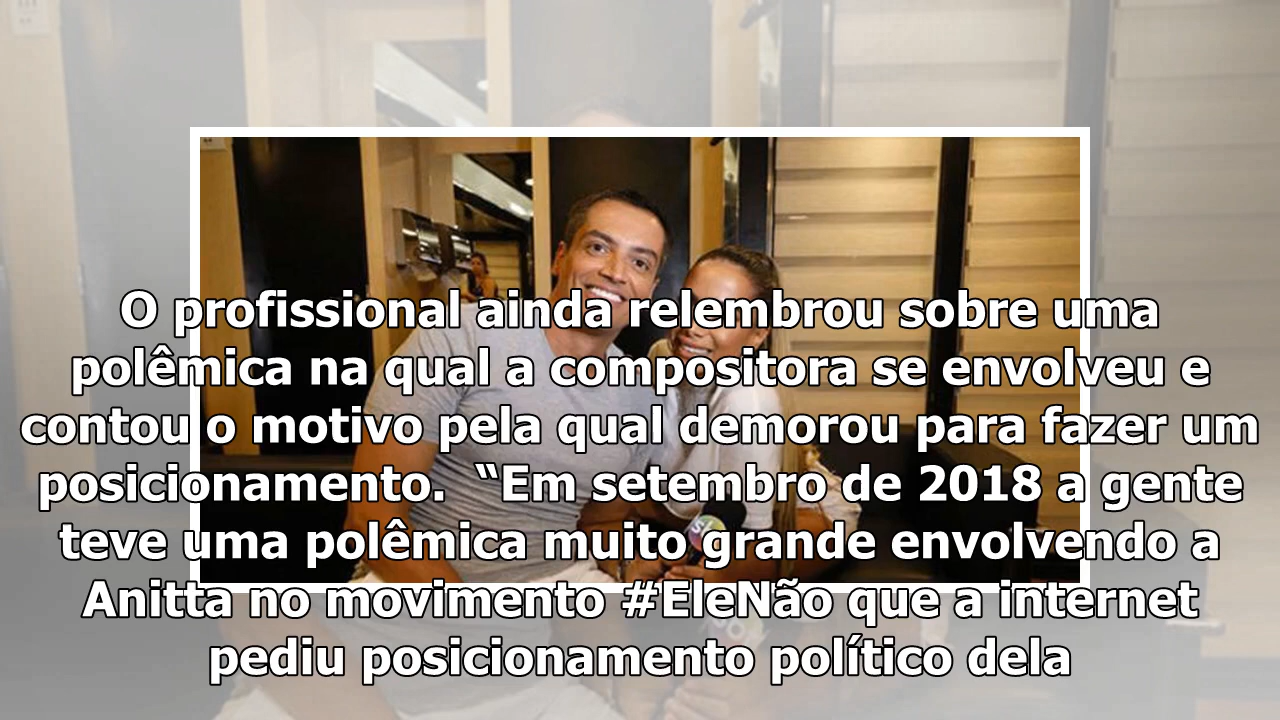 O profissional ainda relembrou sobre uma
polêmica na qual a compositora se envolveu e
contou o motivo pela qual demorou para fazer um
posicionamento. “Em setembro de 2018 a gente
teve uma polêmica muito grande envolvendo a
Anitta no movimento #EleNão que a internet
pediu posicionamento político dela